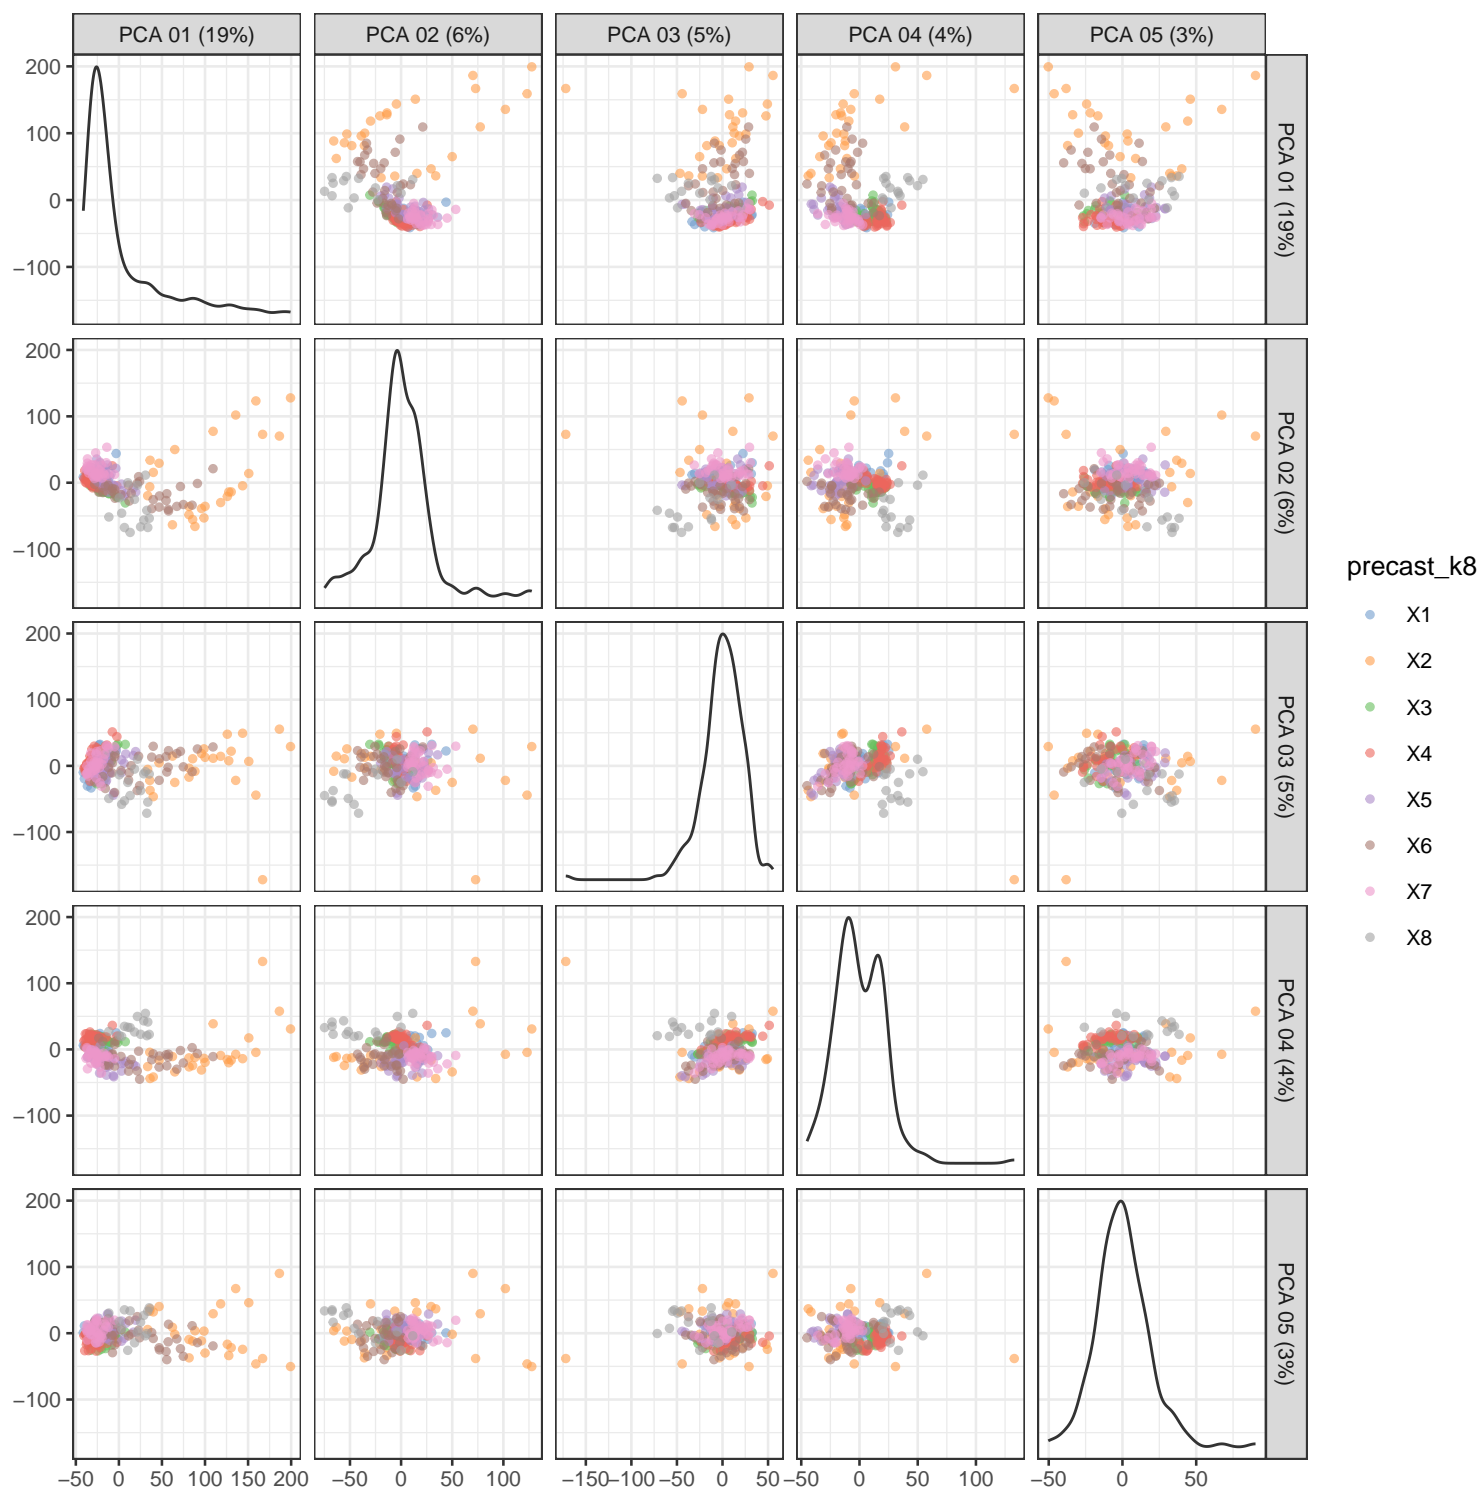 PCA 01 (19%) PCA 02 (6%) PCA 03 (5%) PCA 04 (4%) PCA 05 (3%)
200
100
0
−100
PCA 01 (19%)
200
100
0
−100
PCA 02 (6%)
200
100
0
−100
PCA 03 (5%)
200
100
0
−100
PCA 04 (4%)
200
100
0
−100
PCA 05 (3%)
−50 0 50 100 150 200 −50 0 50 100 −150 −100 −50 0 50 −50 0 50 100 −50 0 50
precast_k8
X1
X2
X3
X4
X5
X6
X7
X8